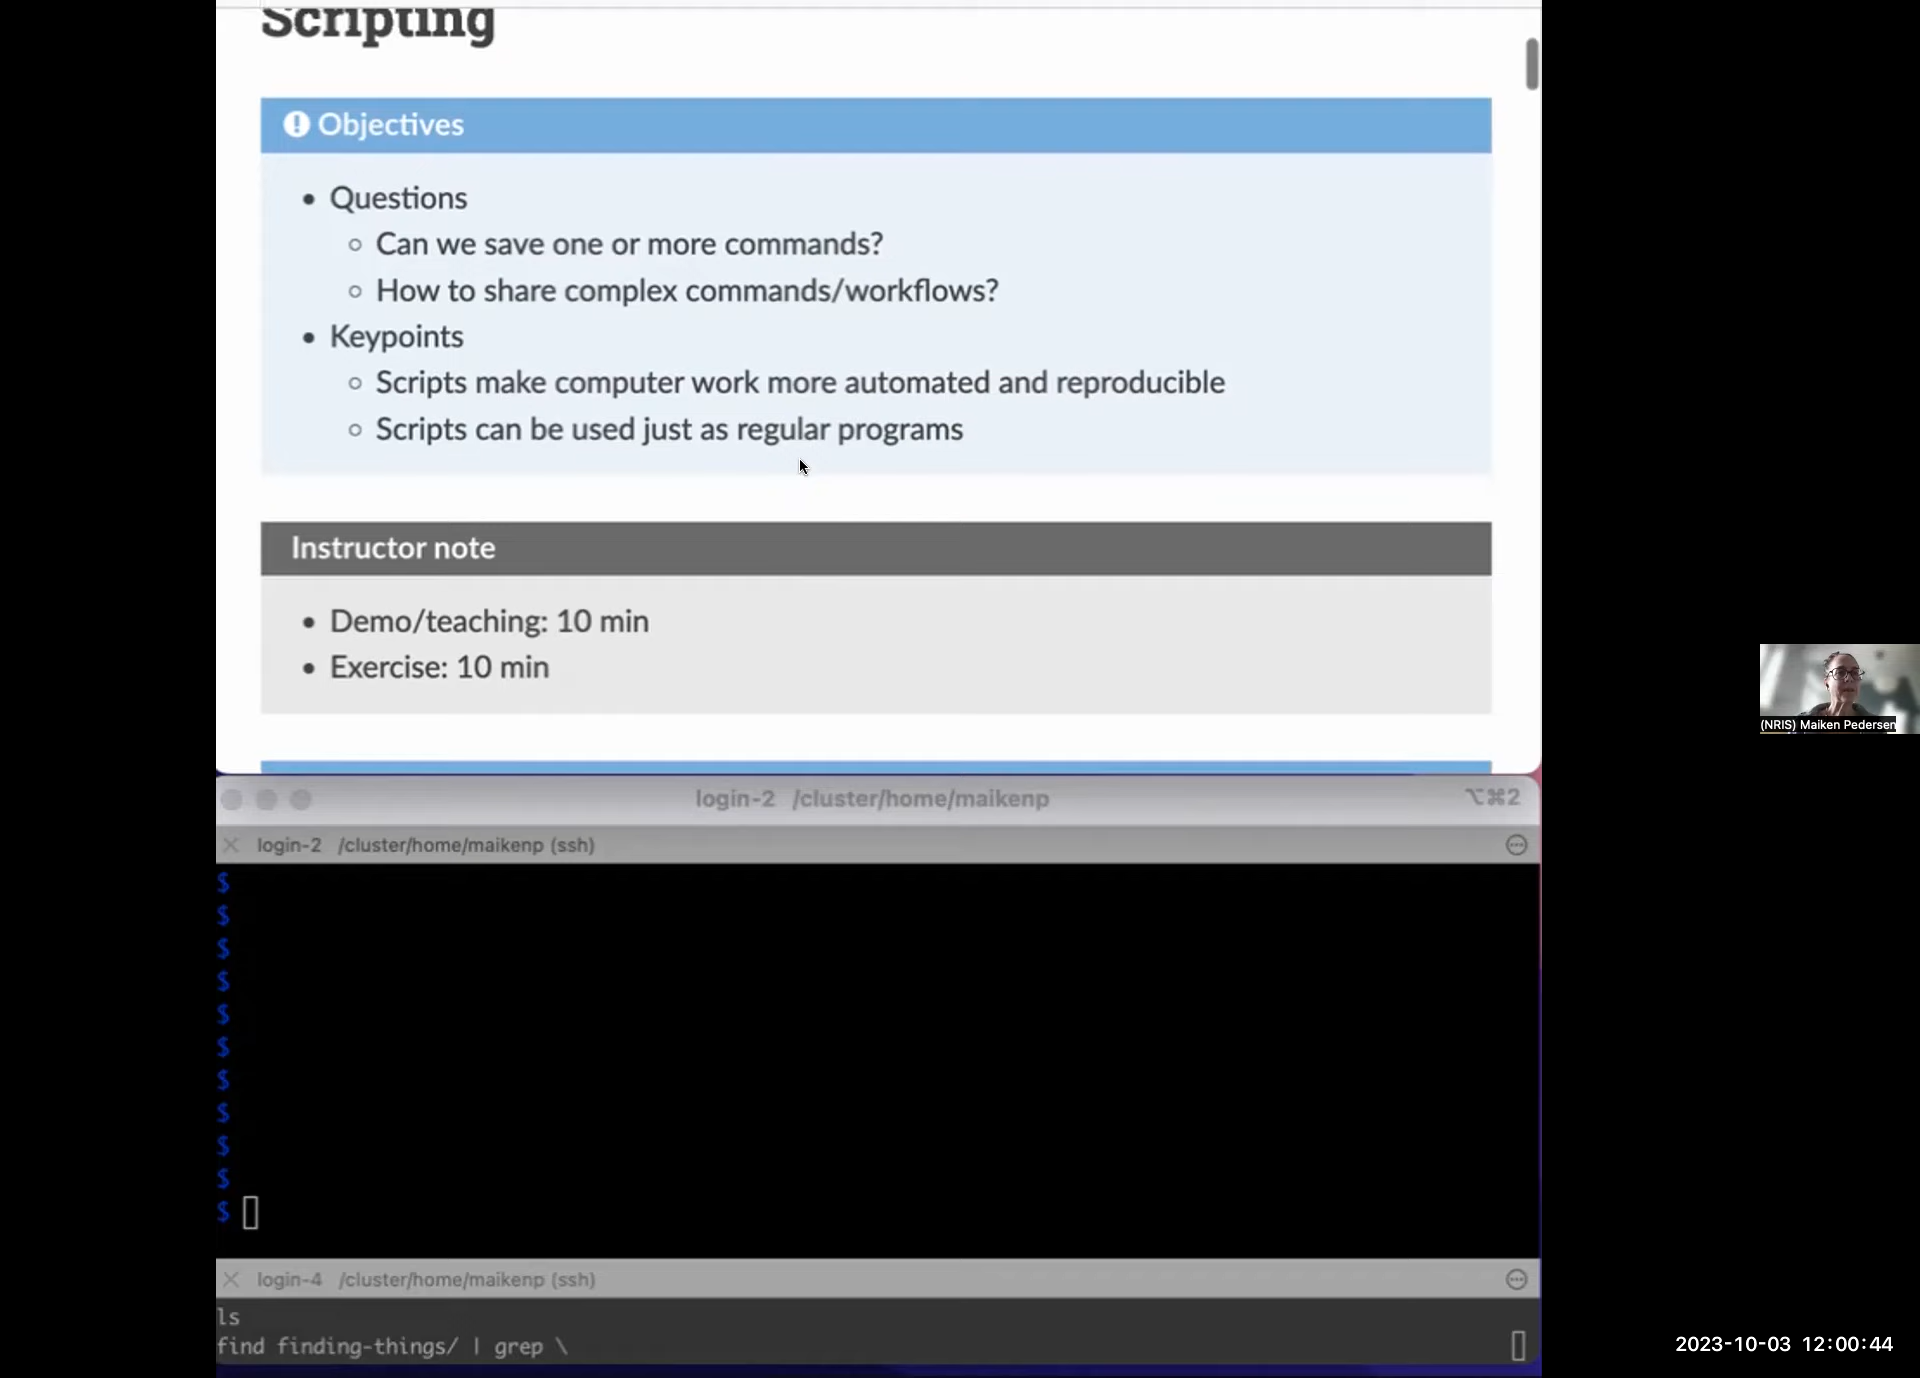 Scripting
Objectives
Questions
Can we save one or more commands?
How to share complex commands/workflows?
Keypoints
Scripts make computer work more automated and reproducible
Scripts can be used just as regular programs
Instructor note
Demo/teaching: 10 min
Exercise: 10 min
(NRIS) Maiken Pedersen
login-2 /cluster/home/maikenp ⌥⌘2
login-2 /cluster/home/maikenp (ssh)
$
$
$
$
$
$
$
$
$
$
$
login-4 /cluster/home/maikenp (ssh)
ls
find finding-things/ | grep \
2023-10-03 12:00:44